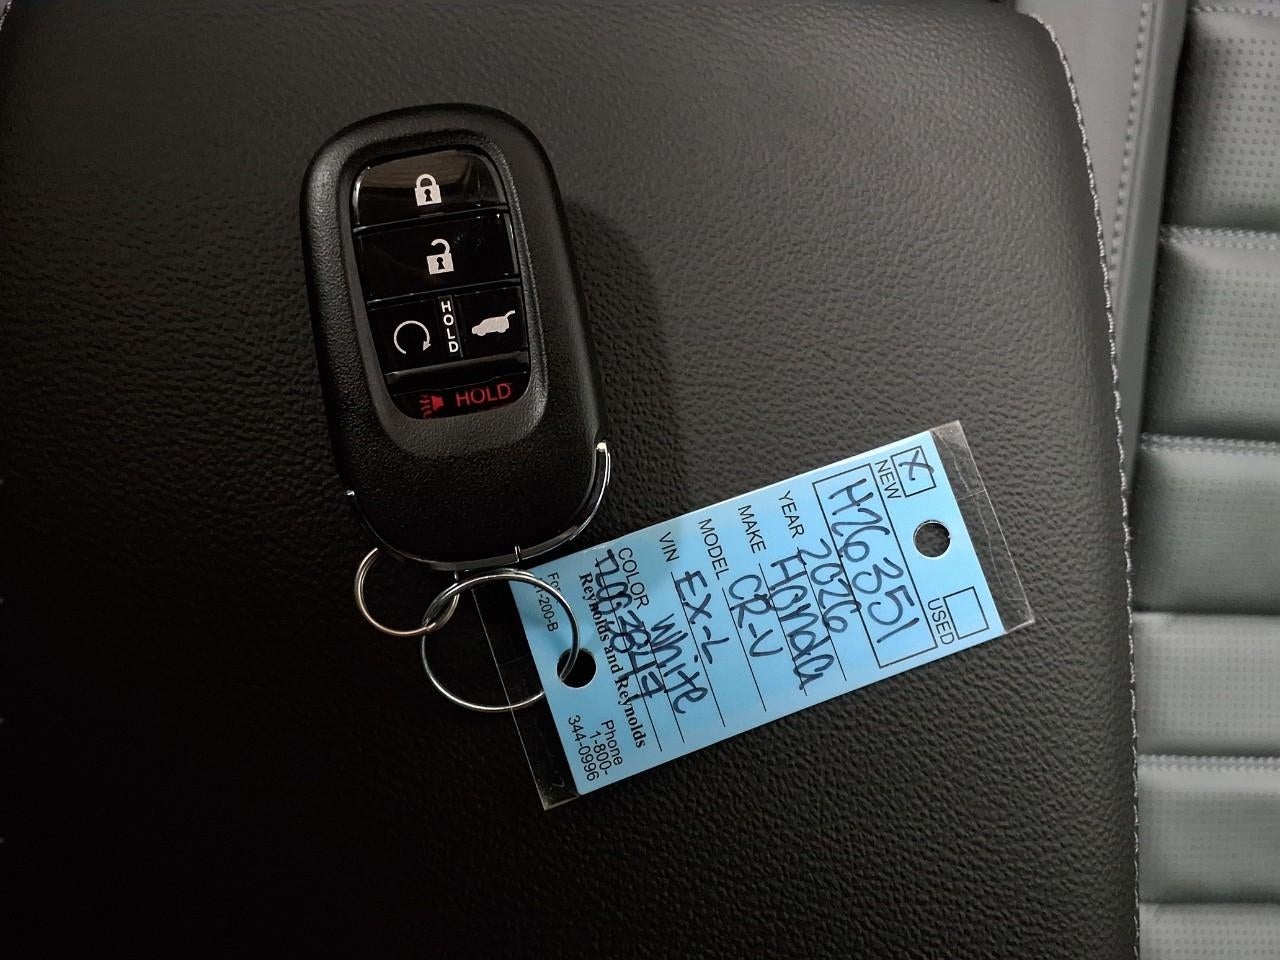 HOLD
HOLD
NEW X
USED
H26351
YEAR 2026
MAKE Honda
MODEL CR-V
EX-L
VIN
COLOR White
Reynolds and Reynolds
Phone
1-800-
344-0996
200-B